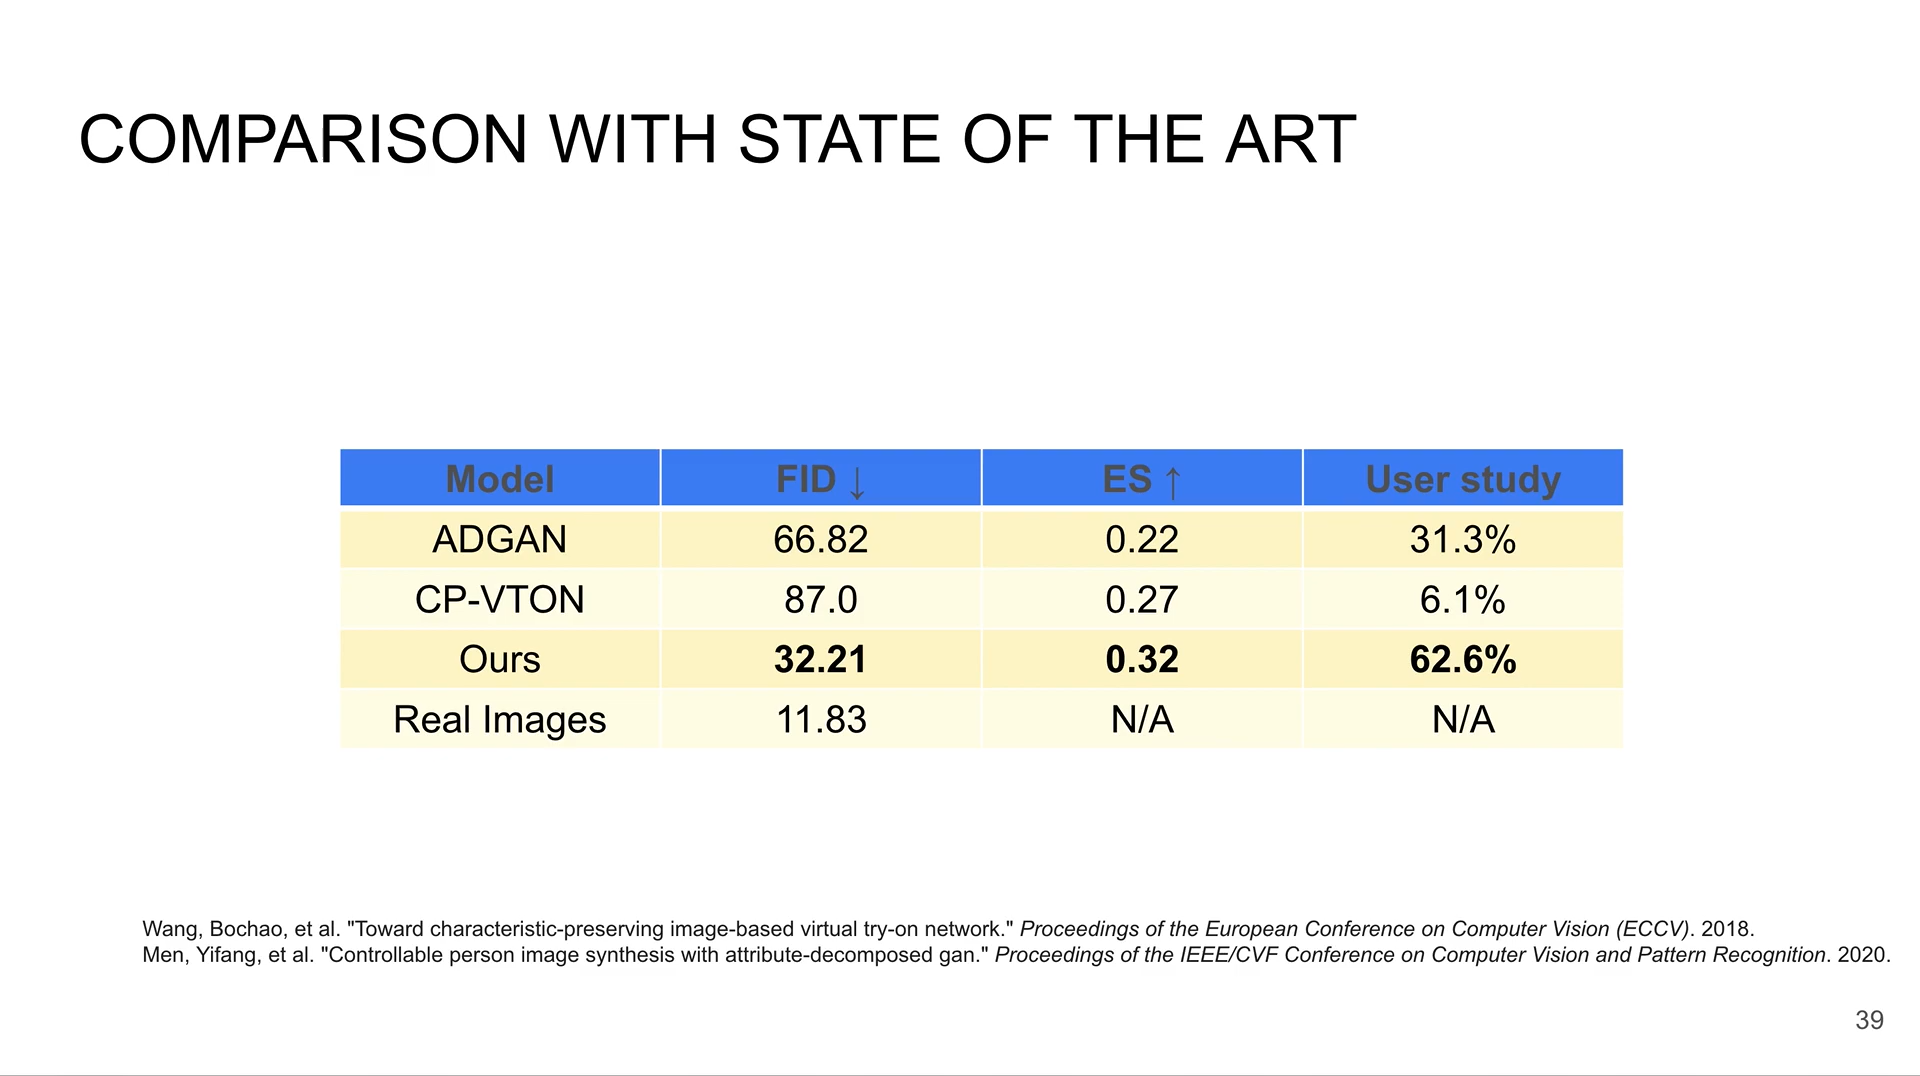 COMPARISON WITH STATE OF THE ART
Model FID ↓ ES ↑ User study
ADGAN 66.82 0.22 31.3%
CP-VTON 87.0 0.27 6.1%
Ours 32.21 0.32 62.6%
Real Images 11.83 N/A N/A
Wang, Bochao, et al. "Toward characteristic-preserving image-based virtual try-on network." Proceedings of the European Conference on Computer Vision (ECCV). 2018.
Men, Yifang, et al. "Controllable person image synthesis with attribute-decomposed gan." Proceedings of the IEEE/CVF Conference on Computer Vision and Pattern Recognition. 2020.
39